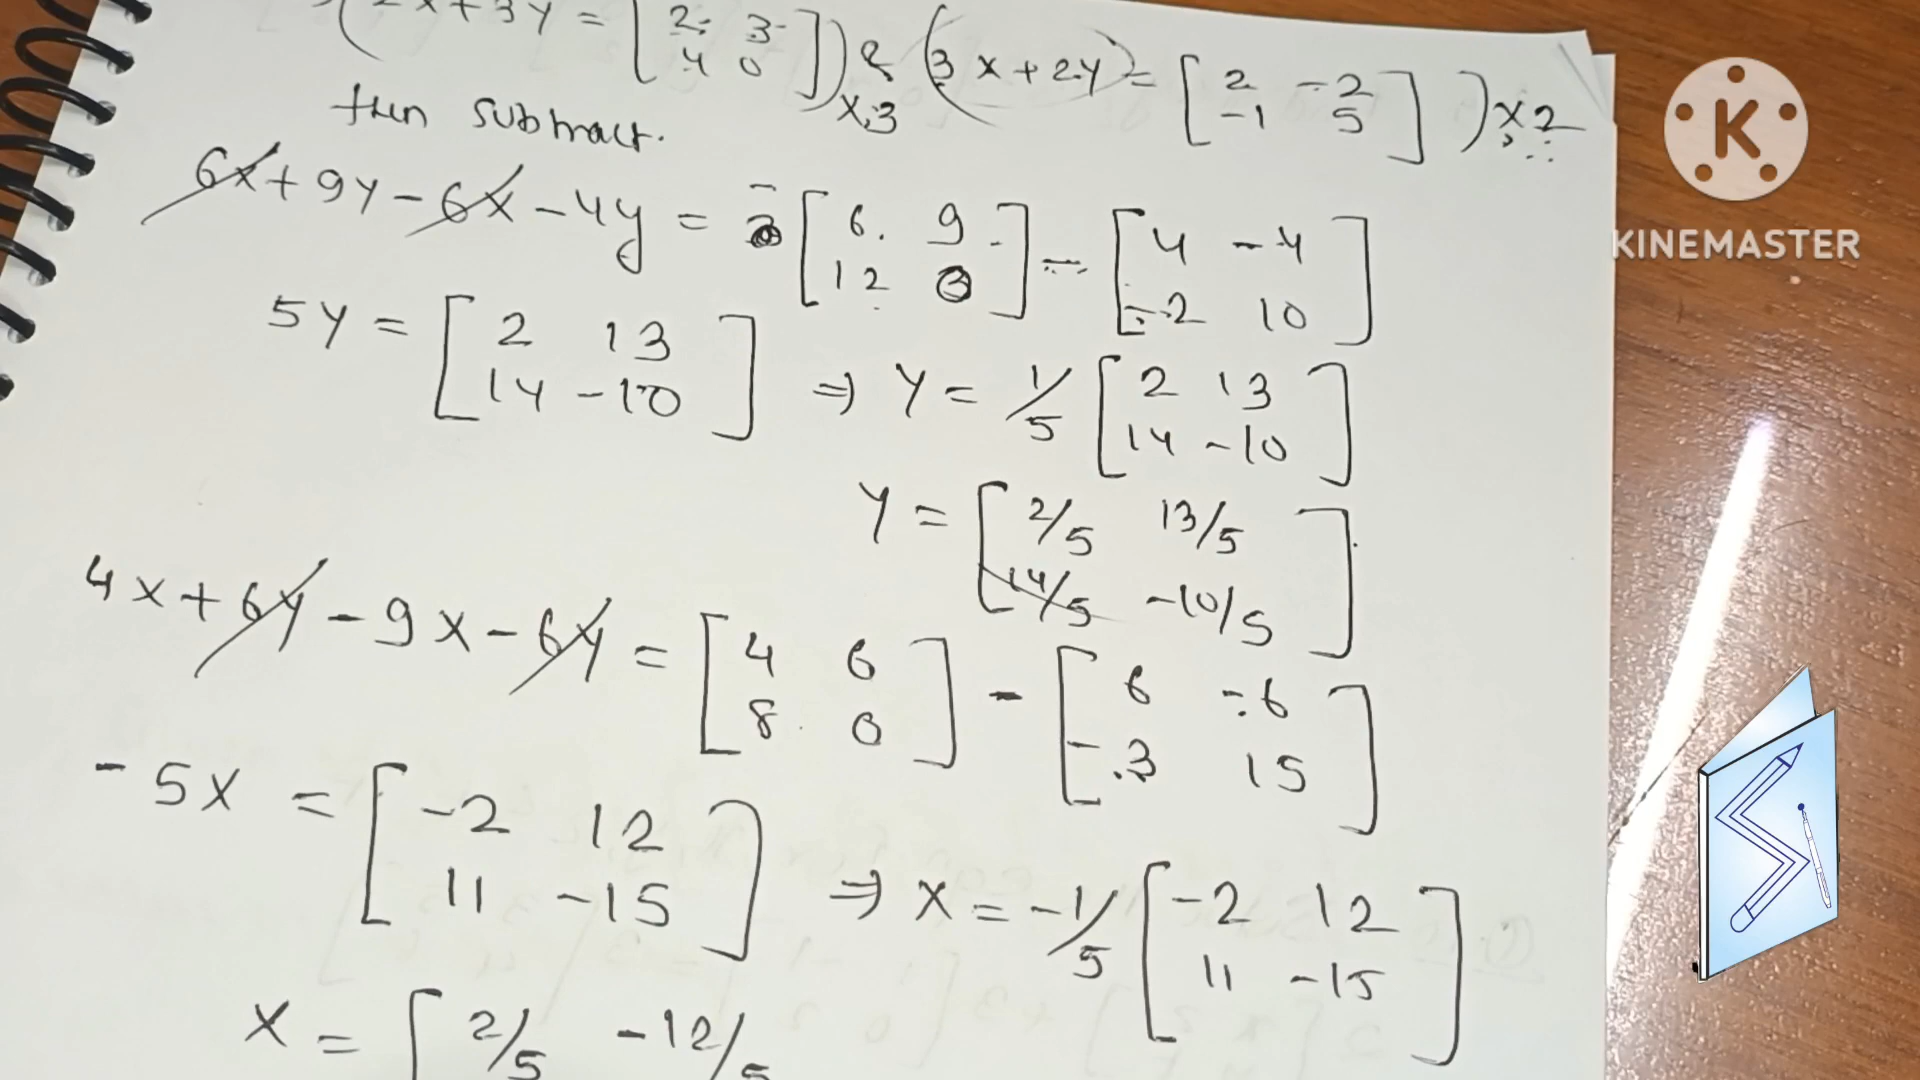 (2x+3y = [2 3 4 0]) & (3x+2y = [2 -2 -1 5]) x2
x3
then subtract.
6x+9y-6x-4y = [6 9 12 0] - [4 -4 -2 10]
5y = [2 13 14 -10] ⇒ y = 1/5 [2 13 14 -10]
y = [2/5 13/5 14/5 -10/5]
4x+6y-9x-6y = [4 6 8 0] - [6 -6 -3 15]
-5x = [-2 12 11 -15] ⇒ x = -1/5 [-2 12 11 -15]
x = [2/5 -12/5
K
KINEMASTER